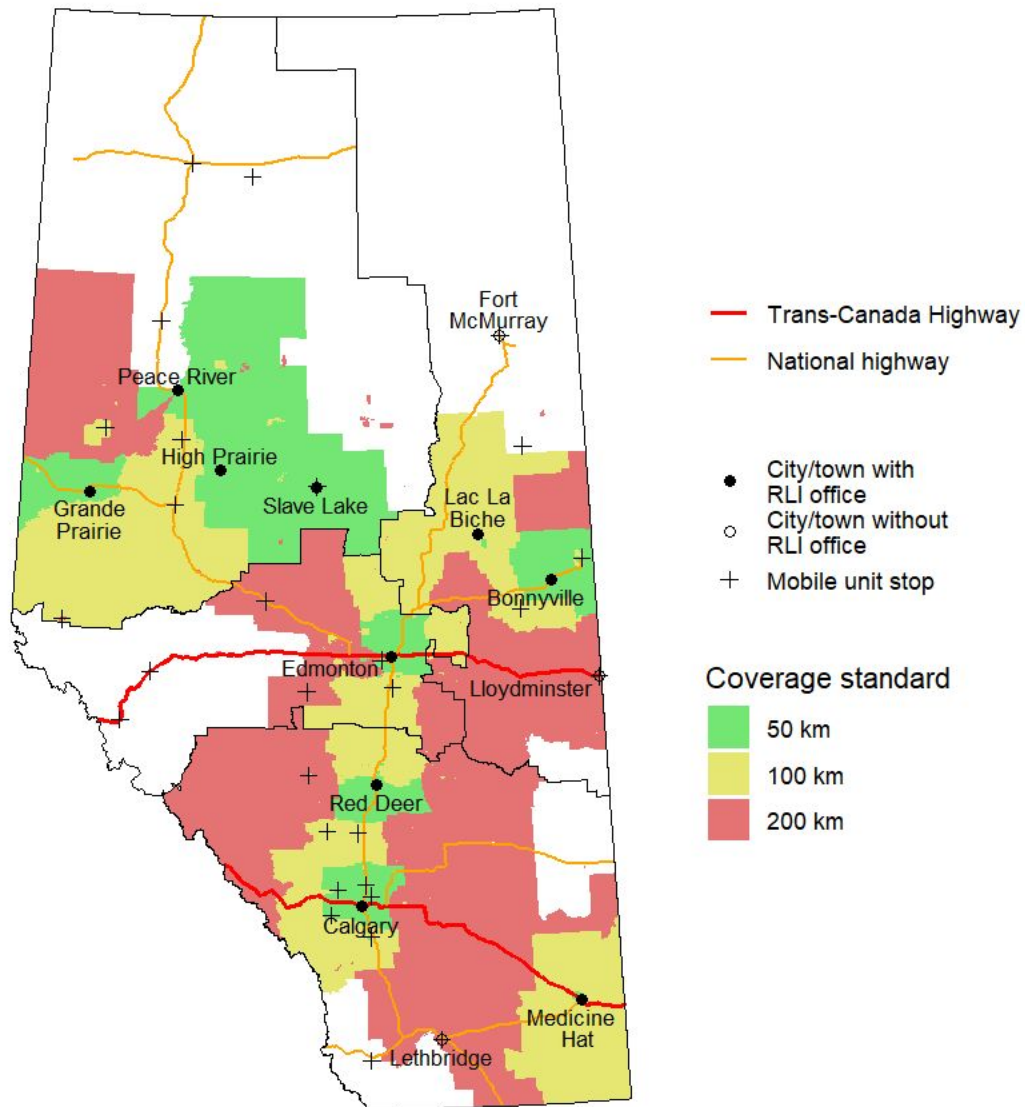 Fort
McMurray
Peace River
High Prairie
Grande
Prairie
Slave Lake
Lac La
Biche
Bonnyville
Edmonton
Lloydminster
Red Deer
Calgary
Medicine
Hat
Lethbridge
Trans-Canada Highway
National highway
City/town with
RLI office
City/town without
RLI office
Mobile unit stop
Coverage standard
50 km
100 km
200 km